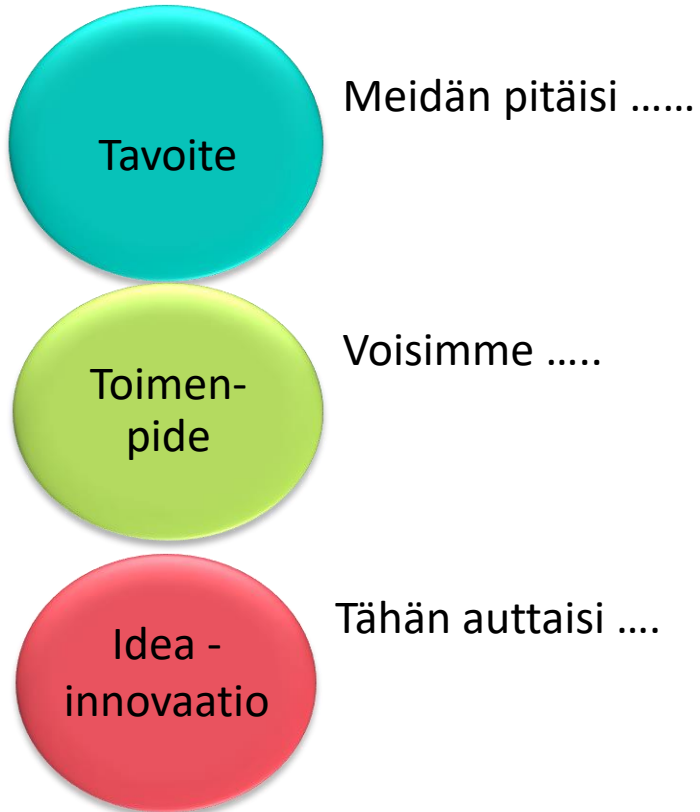 Tavoite
Meidän pitäisi ......
Toimen-
pide
Voisimme .....
Idea -
innovaatio
Tähän auttaisi ....